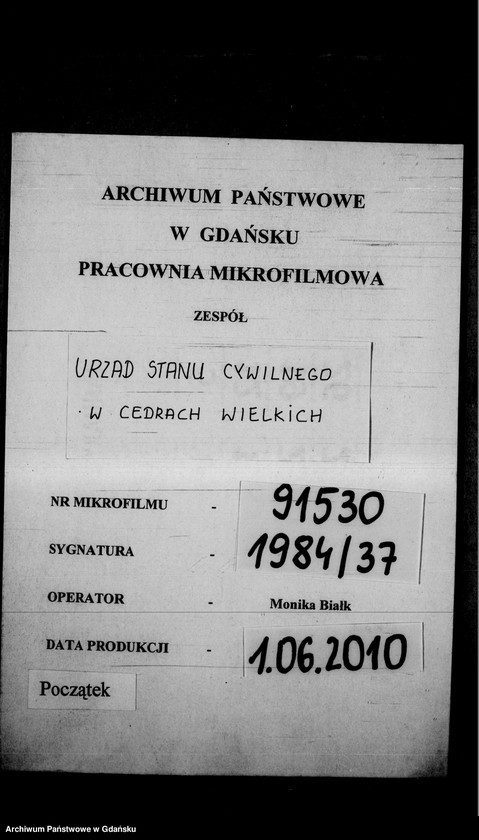 ARCHIWUM PAŃSTWOWE
W GDAŃSKU
PRACOWNIA MIKROFILMOWA
ZESPÓŁ
URZĄD STANU CYWILNEGO
W CEDRACH WIELKICH
NR MIKROFILMU - 91530
SYGNATURA - 1984/37
OPERATOR - Monika Białk
DATA PRODUKCJI - 1.06.2010
Początek
Archiwum Państwowe w Gdańsku